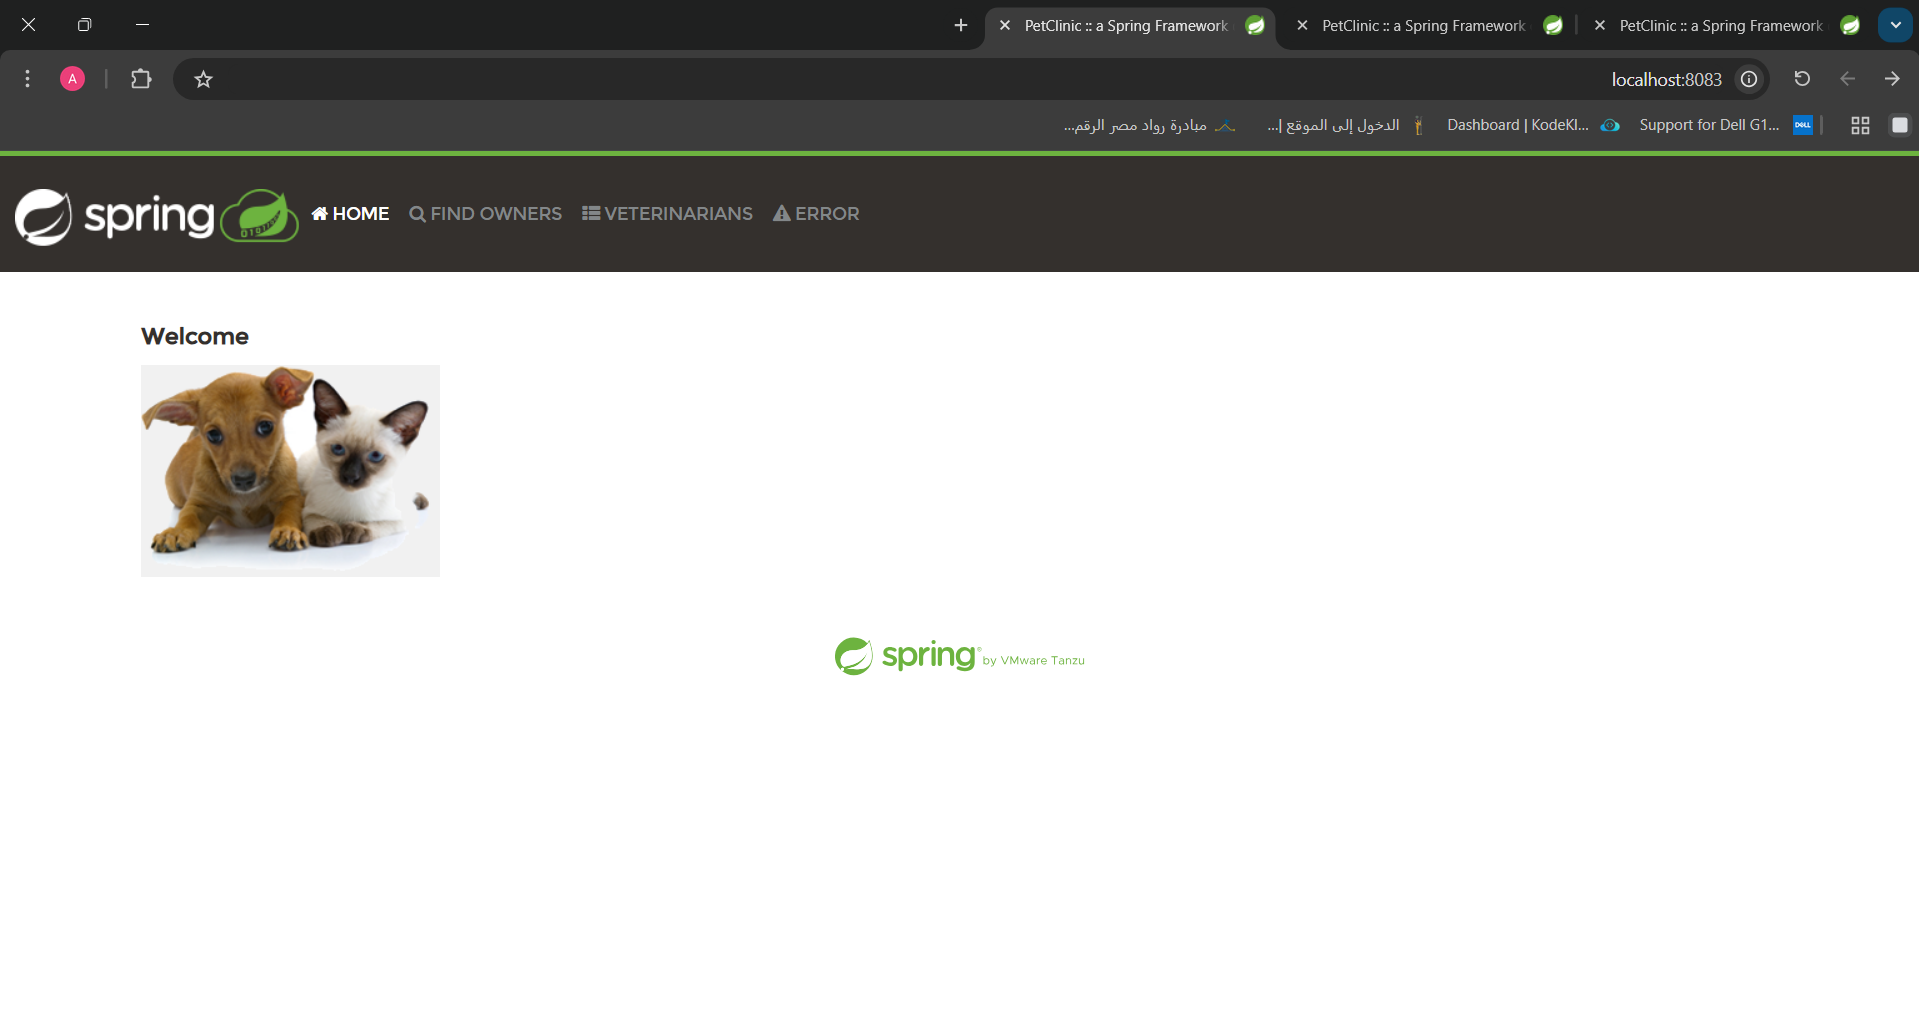 PetClinic :: a Spring Framework
PetClinic :: a Spring Framework
PetClinic :: a Spring Framework
A
localhost:8083
مبادرة رواد مصر الرقم...
الدخول إلى الموقع |...
Dashboard | KodeKl...
Support for Dell G1...
DELL
spring
HOME
FIND OWNERS
VETERINARIANS
ERROR
Welcome
spring by VMware Tanzu